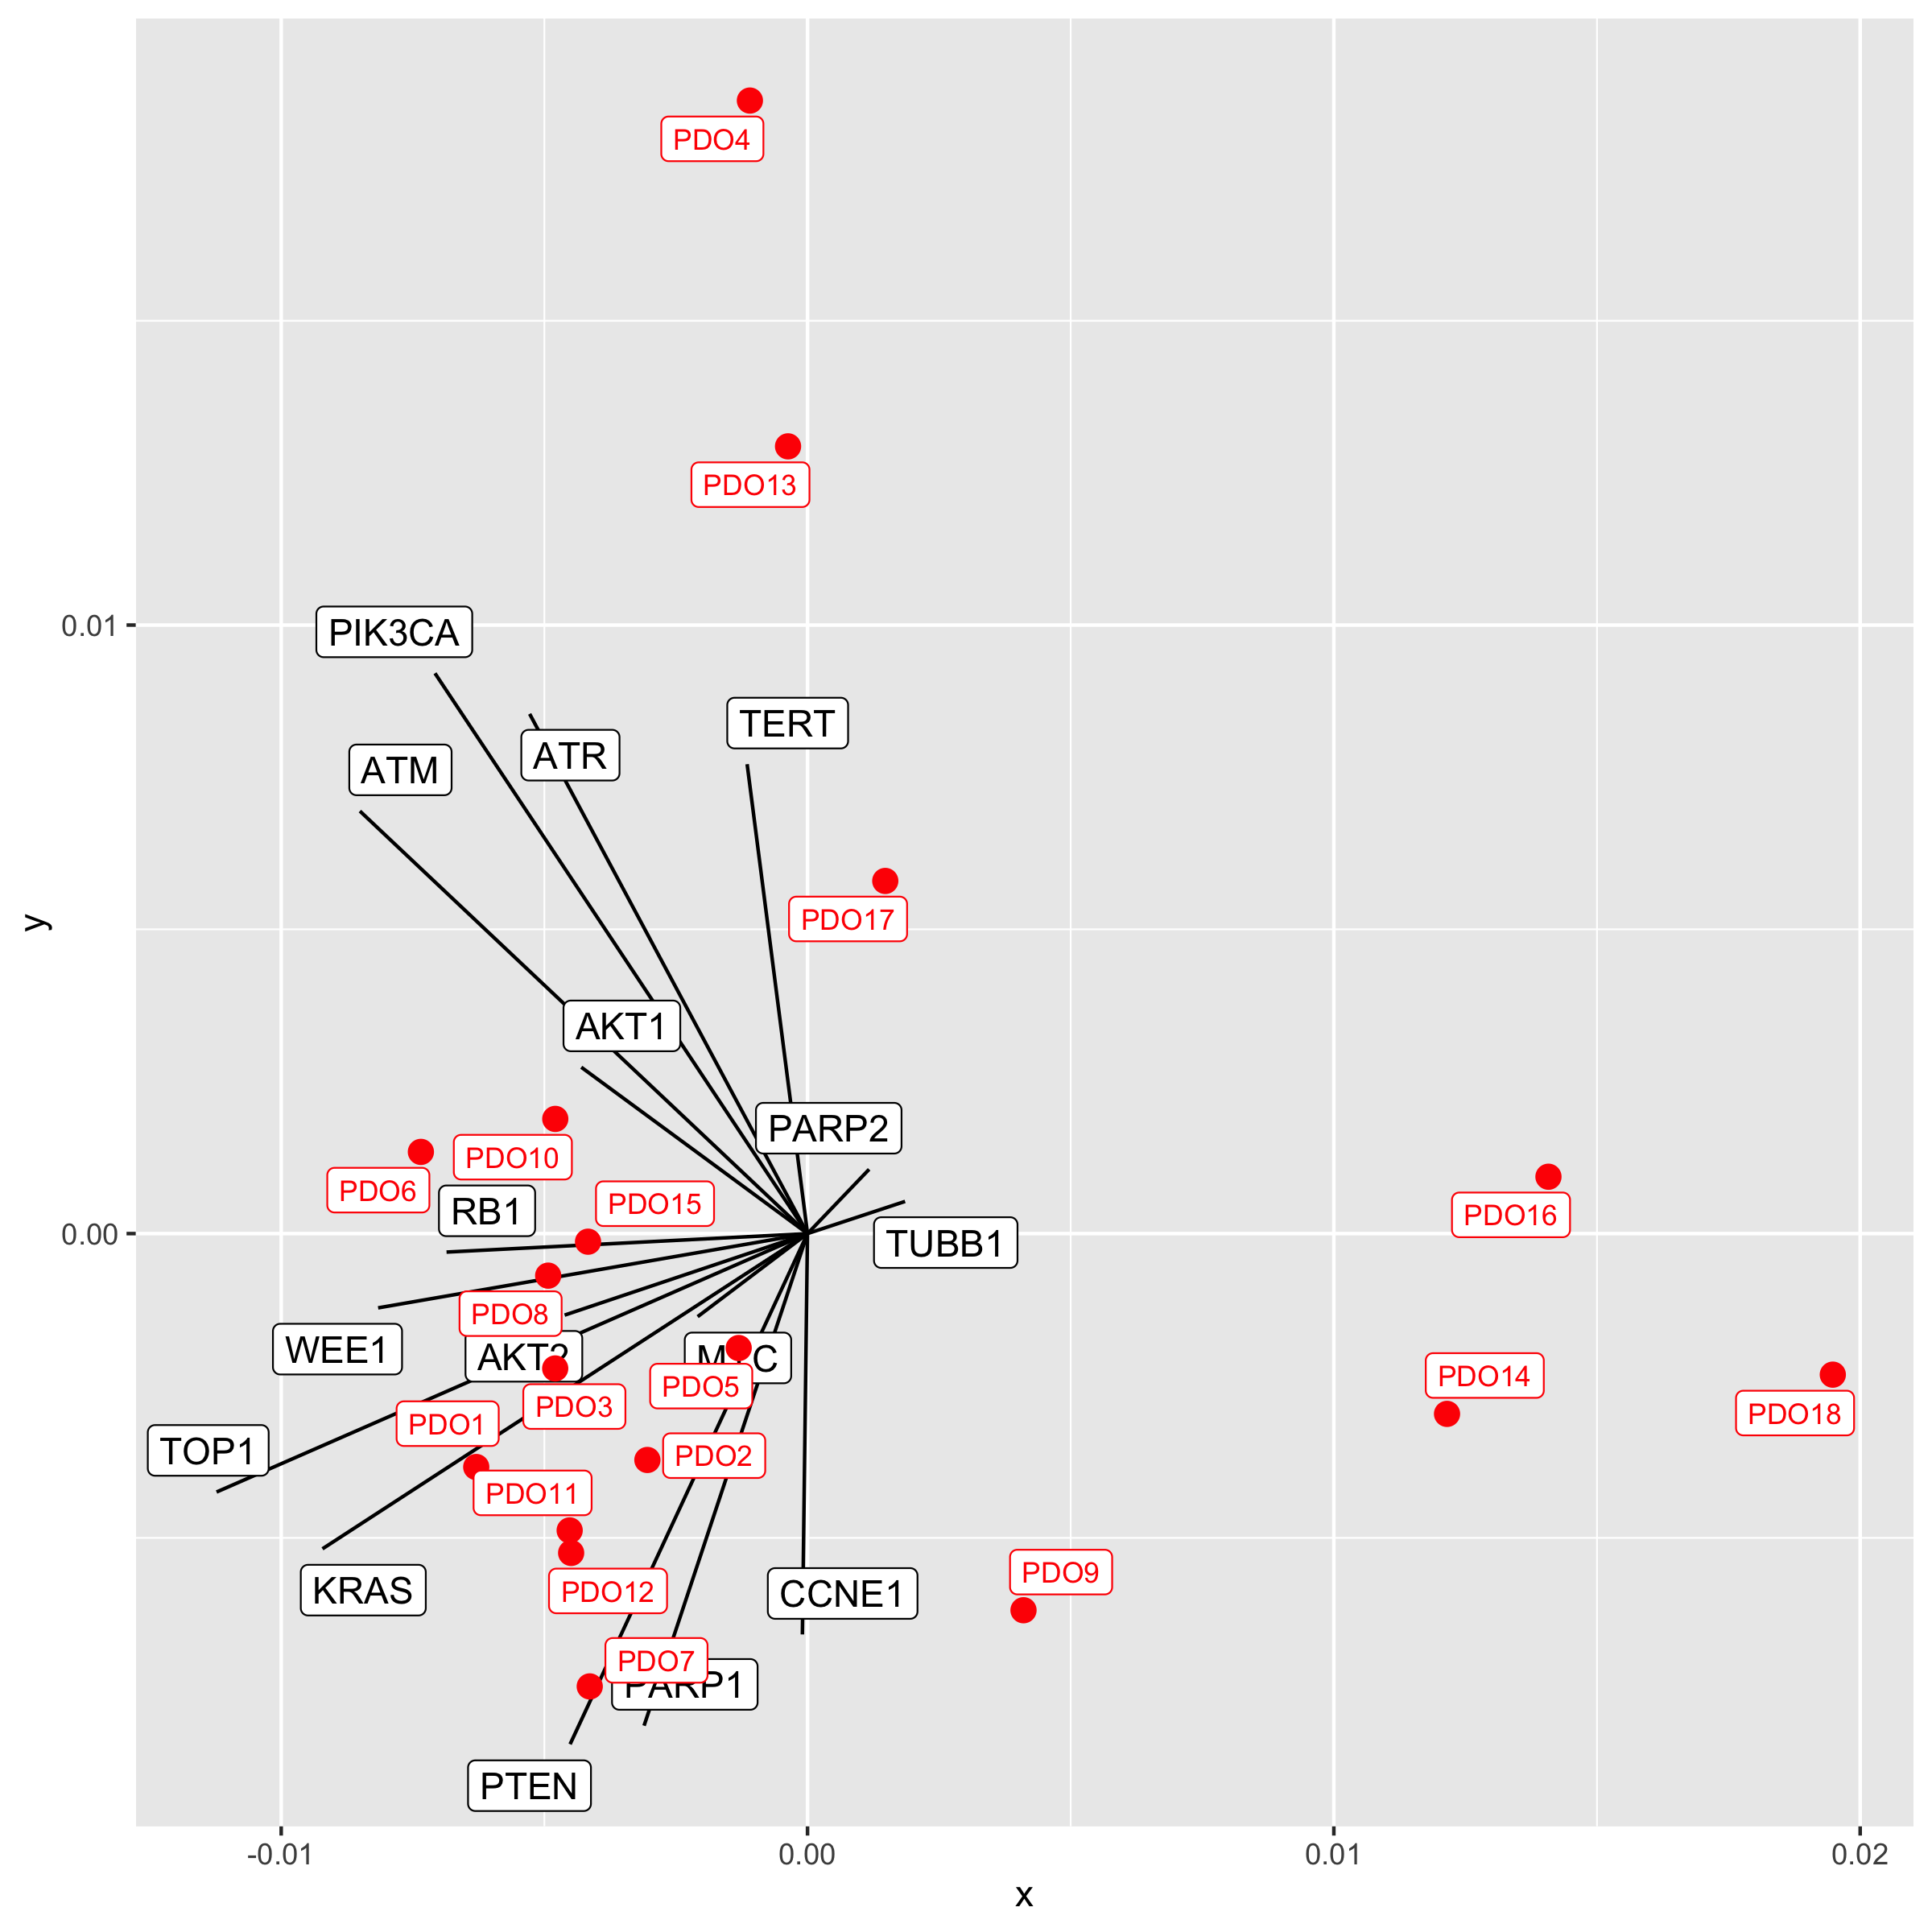 PDO4
PDO13
0.01
PIK3CA
TERT
ATR
ATM
PDO17
y
AKT1
PARP2
PDO10
PDO6
PDO15
RB1
PDO16
0.00
TUBB1
PDO8
WEE1
AKT2
PDO14
PDO5
PDO3
PDO18
PDO1
TOP1
PDO2
PDO11
PDO9
KRAS
PDO12
CCNE1
PDO7
PARP1
PTEN
-0.01
0.00
0.01
0.02
x